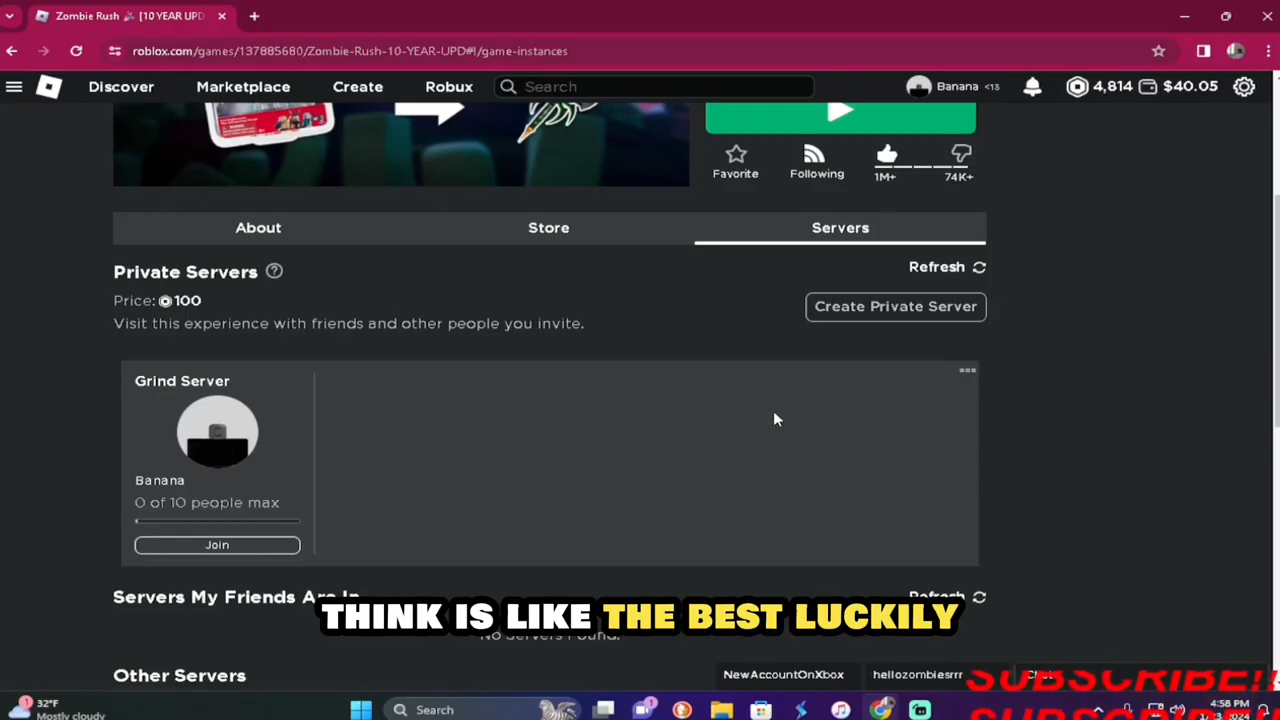 Zombie Rush 🎉 [10 YEAR UPD
roblox.com/games/137885680/Zombie-Rush-10-YEAR-UPD#!/game-instances
Discover Marketplace Create Robux Search Banana <13 4,814 $40.05
Favorite Following 1M+ 74K+
About Store Servers
Private Servers Refresh
Price: 100 Create Private Server
Visit this experience with friends and other people you invite.
Grind Server
Banana
0 of 10 people max
Join
Servers My Friends Are In Refresh
THINK IS LIKE THE BEST LUCKILY
No Servers Found.
Other Servers NewAccountOnXbox hellozombiesrrr Chat
SUBSCRIBE!!
32°F
Mostly cloudy
Search
4:58 PM
SUBSCRIBE!!